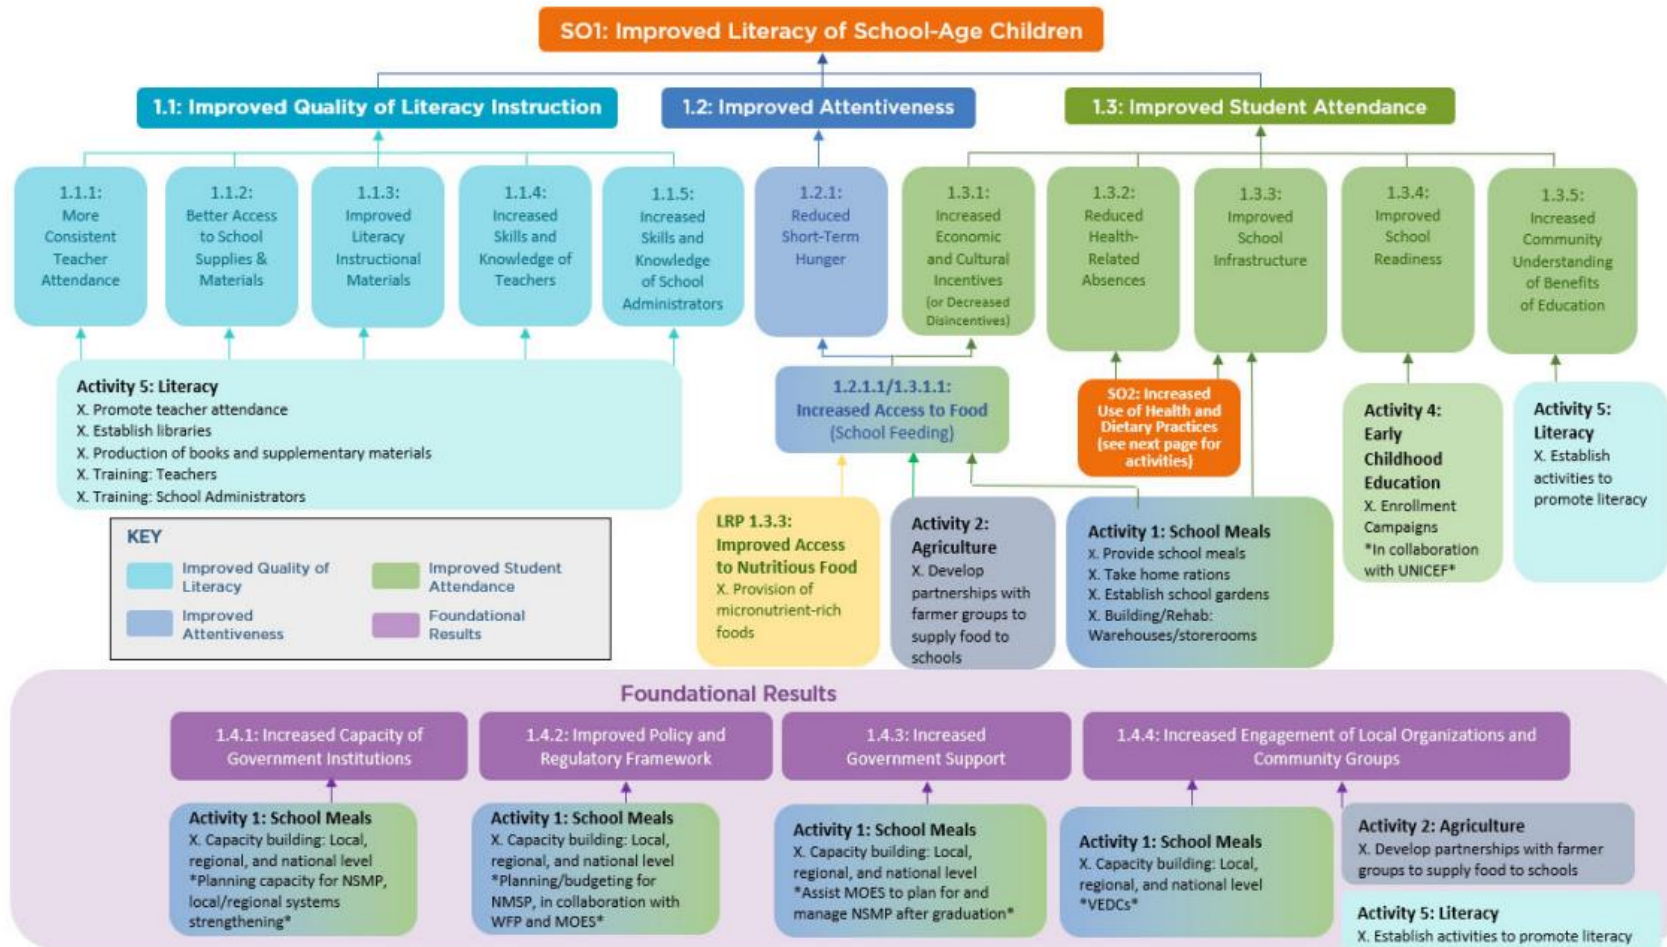 SO1: Improved Literacy of School-Age Children
1.1: Improved Quality of Literacy Instruction
1.2: Improved Attentiveness
1.3: Improved Student Attendance
1.1.1:
More
Consistent
Teacher
Attendance
1.1.2:
Better Access
to School
Supplies &
Materials
1.1.3:
Improved
Literacy
Instructional
Materials
1.1.4:
Increased
Skills and
Knowledge of
Teachers
1.1.5:
Increased
Skills and
Knowledge
of School
Administrators
1.2.1:
Reduced
Short-Term
Hunger
1.3.1:
Increased
Economic
and Cultural
Incentives
(or Decreased
Disincentives)
1.3.2:
Reduced
Health-
Related
Absences
1.3.3:
Improved
School
Infrastructure
1.3.4:
Improved
School
Readiness
1.3.5:
Increased
Community
Understanding
of Benefits
of Education
Activity 5: Literacy
X. Promote teacher attendance
X. Establish libraries
X. Production of books and supplementary materials
X. Training: Teachers
X. Training: School Administrators
1.2.1.1/1.3.1.1:
Increased Access to Food
(School Feeding)
SO2: Increased
Use of Health and
Dietary Practices
(see next page for
activities)
Activity 4:
Early
Childhood
Education
X. Enrollment
Campaigns
*In collaboration
with UNICEF*
Activity 5:
Literacy
X. Establish
activities to
promote literacy
KEY
Improved Quality of
Literacy
Improved Student
Attendance
Improved
Attentiveness
Foundational
Results
LRP 1.3.3:
Improved Access
to Nutritious Food
X. Provision of
micronutrient-rich
foods
Activity 2:
Agriculture
X. Develop
partnerships with
farmer groups to
supply food to
schools
Activity 1: School Meals
X. Provide school meals
X. Take home rations
X. Establish school gardens
X. Building/Rehab:
Warehouses/storerooms
Foundational Results
1.4.1: Increased Capacity of
Government Institutions
1.4.2: Improved Policy and
Regulatory Framework
1.4.3: Increased
Government Support
1.4.4: Increased Engagement of Local Organizations and
Community Groups
Activity 1: School Meals
X. Capacity building: Local,
regional, and national level
*Planning capacity for NSMP,
local/regional systems
strengthening*
Activity 1: School Meals
X. Capacity building: Local,
regional, and national level
*Planning/budgeting for
NMSP, in collaboration with
WFP and MOES*
Activity 1: School Meals
X. Capacity building: Local,
regional, and national level
*Assist MOES to plan for and
manage NSMP after graduation*
Activity 1: School Meals
X. Capacity building: Local,
regional, and national level
*VEDCs*
Activity 2: Agriculture
X. Develop partnerships with farmer
groups to supply food to schools
Activity 5: Literacy
X. Establish activities to promote literacy